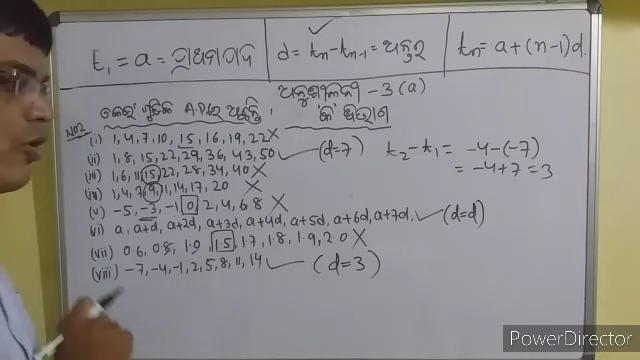 t₁ = a = ପ୍ରଥମ ପଦ
d = tₙ - tₙ₋₁ = ଅନ୍ତର
tₙ = a + (n-1)d.
ଅନୁଶୀଳନୀ - 3(a)
'କ' ବିଭାଗ
କେଉଁ ଗୁଡିକ A.P.ରେ ଅଛନ୍ତି ।
NO2
(i) 1, 4, 7, 10, 15, 16, 19, 22 X
(ii) 1, 8, 15, 22, 29, 36, 43, 50 ✓ (d=7)
(iii) 1, 6, 11, 15, 22, 28, 34, 40 X
(iv) 1, 4, 7, 9, 11, 14, 17, 20 X
(v) -5, -3, -1, 0, 2, 4, 6, 8 X
(vi) a, a+d, a+2d, a+3d, a+4d, a+5d, a+6d, a+7d. ✓ (d=d)
(vii) 0.6, 0.8, 1.0, 1.5, 1.7, 1.8, 1.9, 2.0 X
(viii) -7, -4, -1, 2, 5, 8, 11, 14 ✓ (d=3)
t₂ - t₁ = -4-(-7)
= -4+7 = 3
PowerDirector